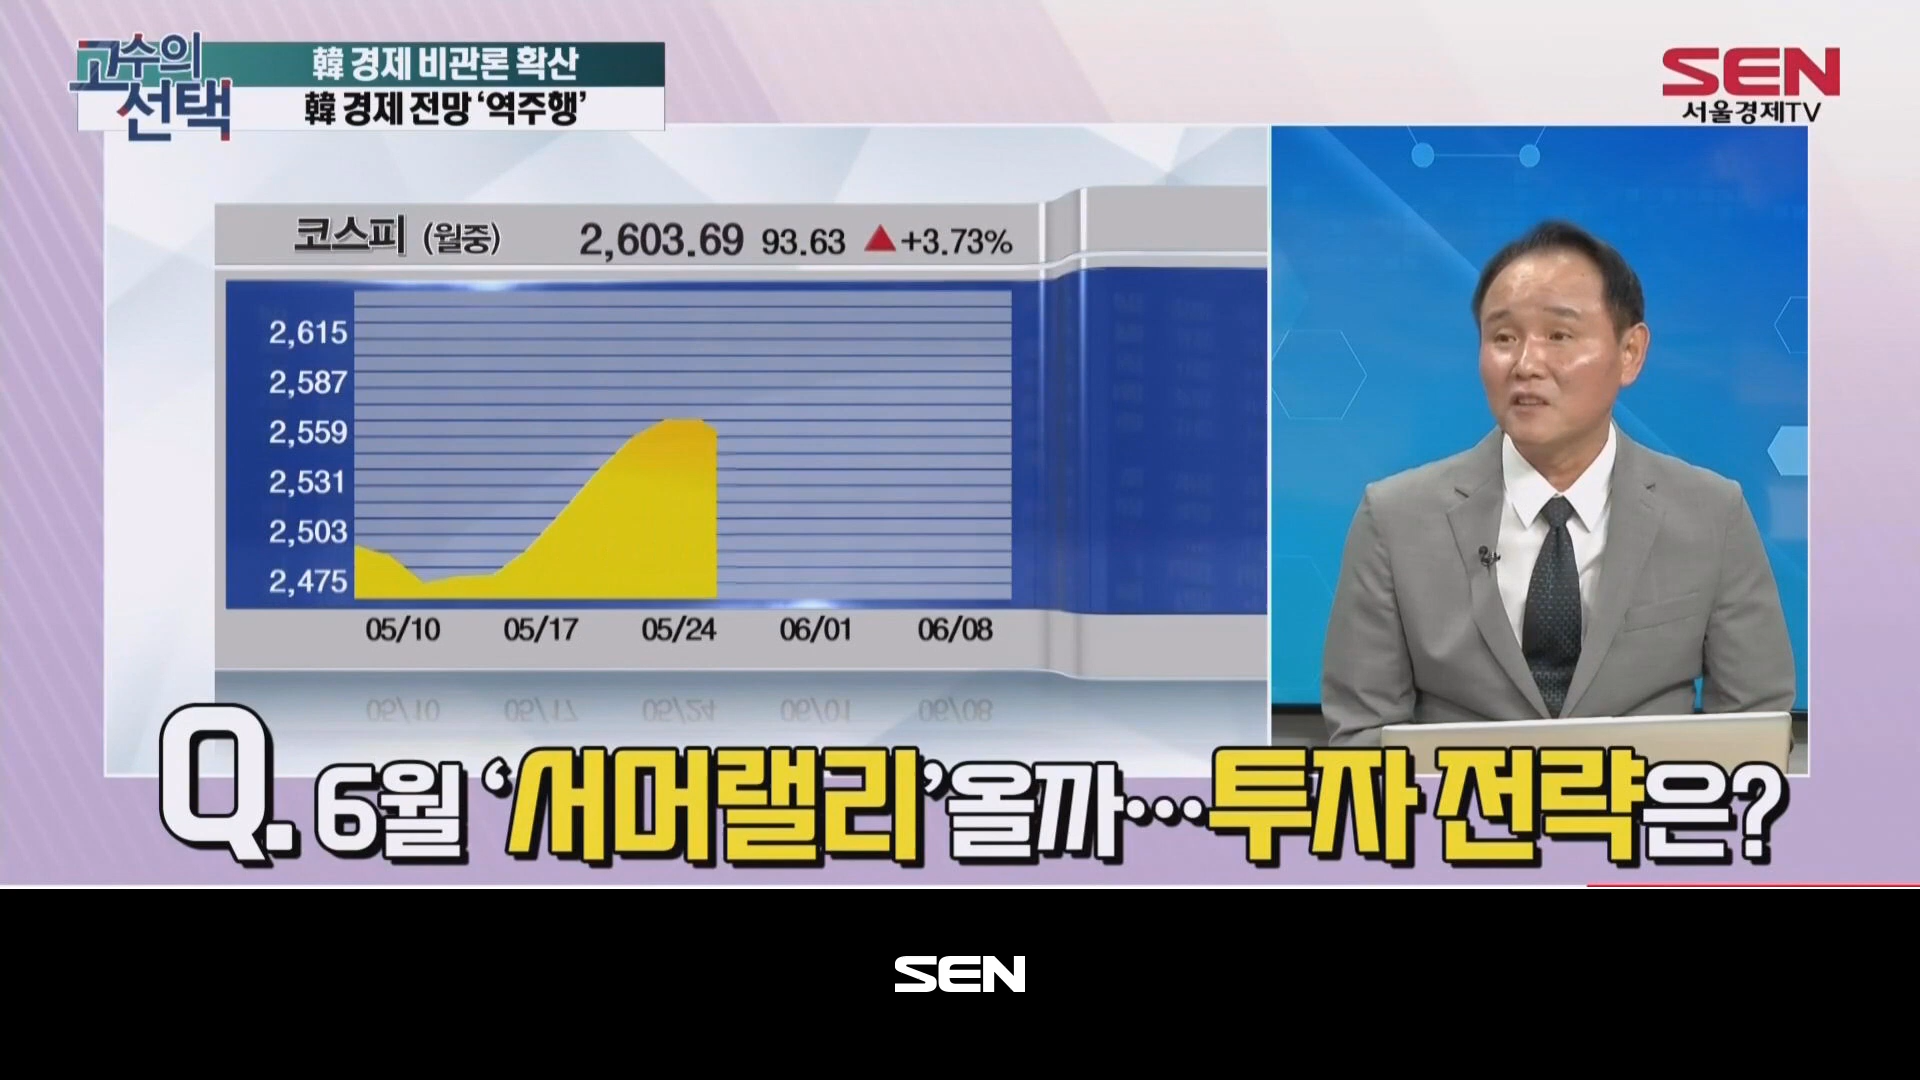 고수의
선택
韓 경제 비관론 확산
韓 경제 전망 ‘역주행’
SEN
서울경제TV
코스피 (월중) 2,603.69 93.63 ▲+3.73%
2,615
2,587
2,559
2,531
2,503
2,475
05/10 05/17 05/24 06/01 06/08
Q. 6월 ‘서머랠리’올까…투자 전략은?
SEN